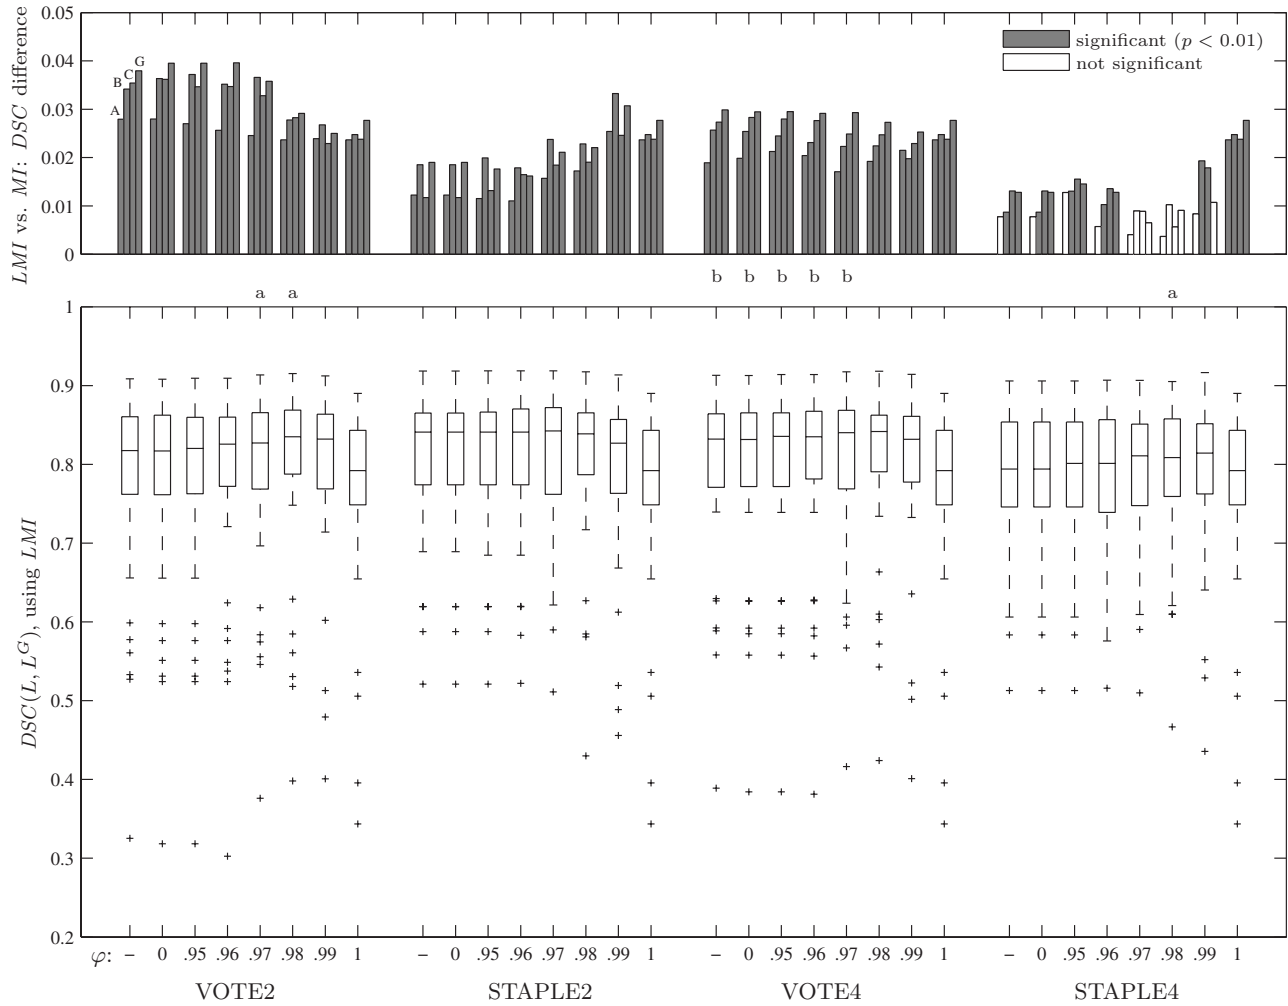 0.05
0.04
0.03
0.02
0.01
0
LMI vs. MI: DSC difference
A
B
C
G
significant (p < 0.01)
not significant
b b b b b
a a a
1
0.9
0.8
0.7
0.6
0.5
0.4
0.3
0.2
DSC(L, L^G), using LMI
φ: – 0 .95 .96 .97 .98 .99 1 – 0 .95 .96 .97 .98 .99 1 – 0 .95 .96 .97 .98 .99 1 – 0 .95 .96 .97 .98 .99 1
VOTE2 STAPLE2 VOTE4 STAPLE4